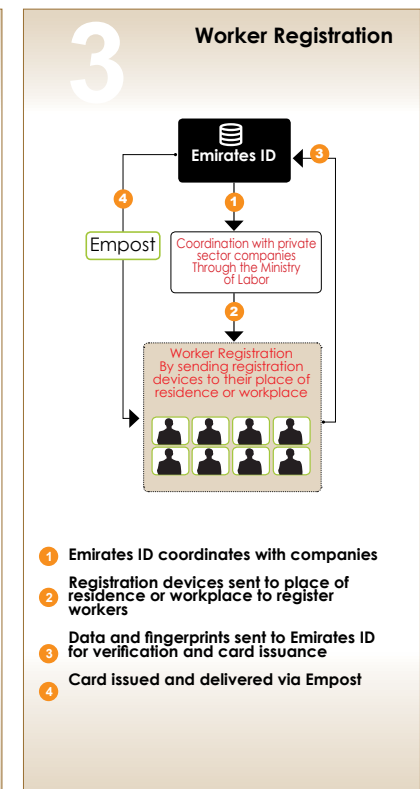 3
Worker Registration
Emirates ID
3
4
1
Empost
Coordination with private
sector companies
Through the Ministry
of Labor
2
Worker Registration
By sending registration
devices to their place of
residence or workplace
1 Emirates ID coordinates with companies
2 Registration devices sent to place of
residence or workplace to register
workers
3 Data and fingerprints sent to Emirates ID
for verification and card issuance
4 Card issued and delivered via Empost